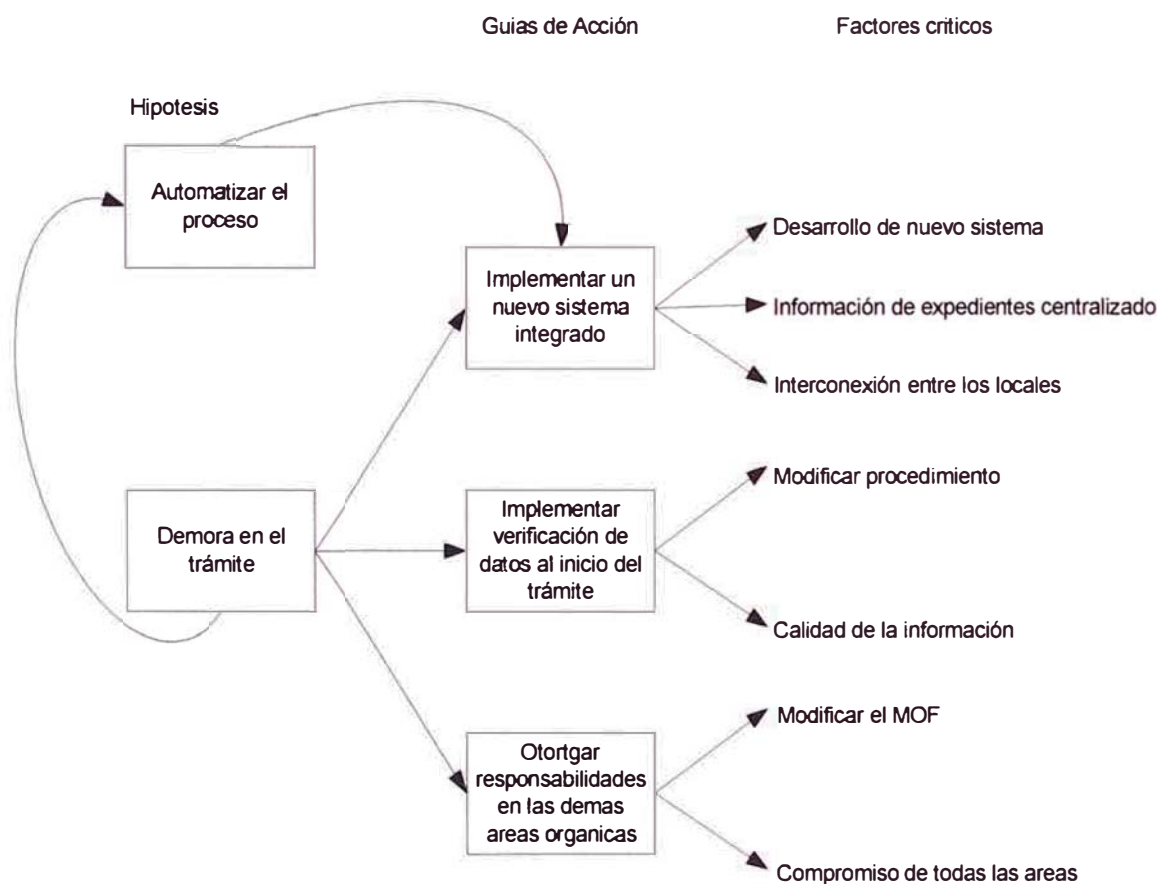 Guias de Acción
Factores criticos
Hipotesis
Automatizar el
proceso
Implementar un
nuevo sistema
integrado
Desarrollo de nuevo sistema
Información de expedientes centralizado
Interconexión entre los locales
Demora en el
trámite
Implementar
verificación de
datos al inicio del
trámite
Modificar procedimiento
Calidad de la información
Otortgar
responsabilidades
en las demas
areas organicas
Modificar el MOF
Compromiso de todas las areas